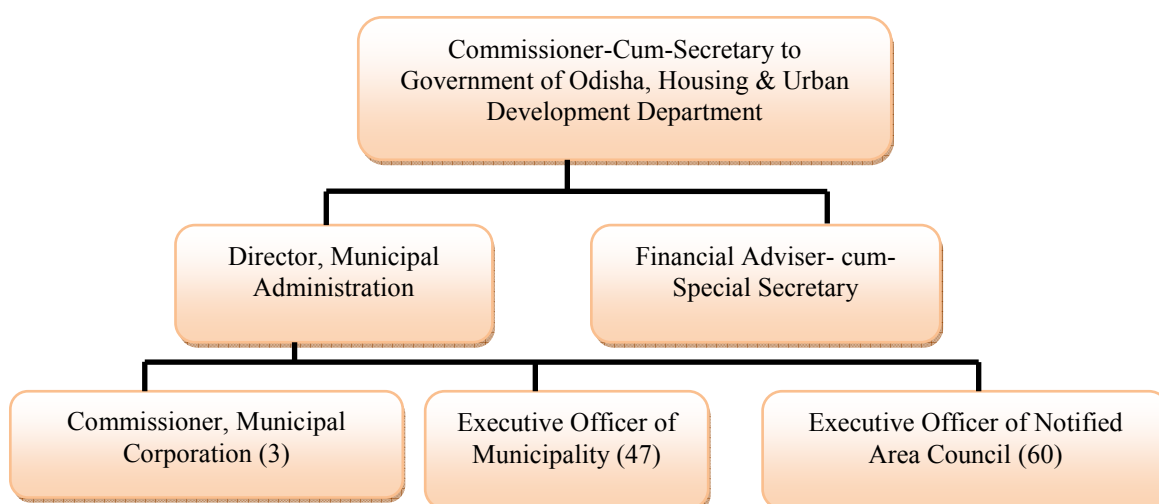 Commissioner-Cum-Secretary to
Government of Odisha, Housing & Urban
Development Department
Director, Municipal
Administration
Financial Adviser- cum-
Special Secretary
Commissioner, Municipal
Corporation (3)
Executive Officer of
Municipality (47)
Executive Officer of Notified
Area Council (60)